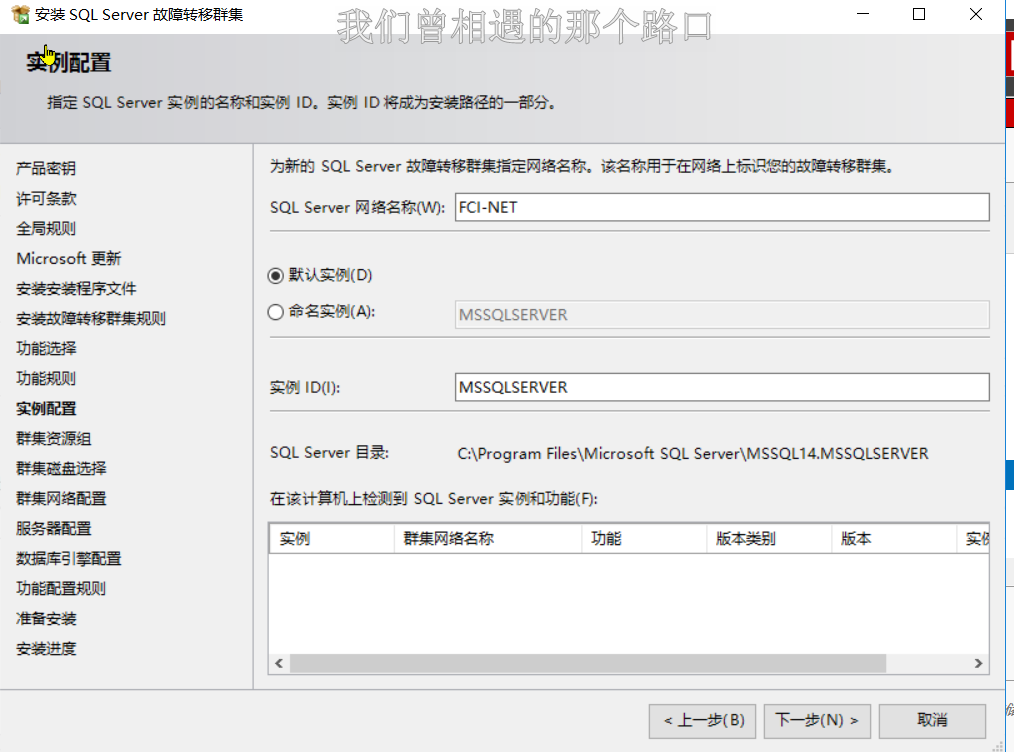 安装 SQL Server 故障转移群集
我们曾相遇的那个路口
实例配置
指定 SQL Server 实例的名称和实例 ID。实例 ID 将成为安装路径的一部分。
产品密钥
许可条款
全局规则
Microsoft 更新
安装安装程序文件
安装故障转移群集规则
功能选择
功能规则
实例配置
群集资源组
群集磁盘选择
群集网络配置
服务器配置
数据库引擎配置
功能配置规则
准备安装
安装进度
为新的 SQL Server 故障转移群集指定网络名称。该名称用于在网络上标识您的故障转移群集。
SQL Server 网络名称(W): FCI-NET
默认实例(D)
命名实例(A): MSSQLSERVER
实例 ID(I): MSSQLSERVER
SQL Server 目录: C:\Program Files\Microsoft SQL Server\MSSQL14.MSSQLSERVER
在该计算机上检测到 SQL Server 实例和功能(F):
实例 群集网络名称 功能 版本类别 版本 实例
< 上一步(B) 下一步(N) > 取消